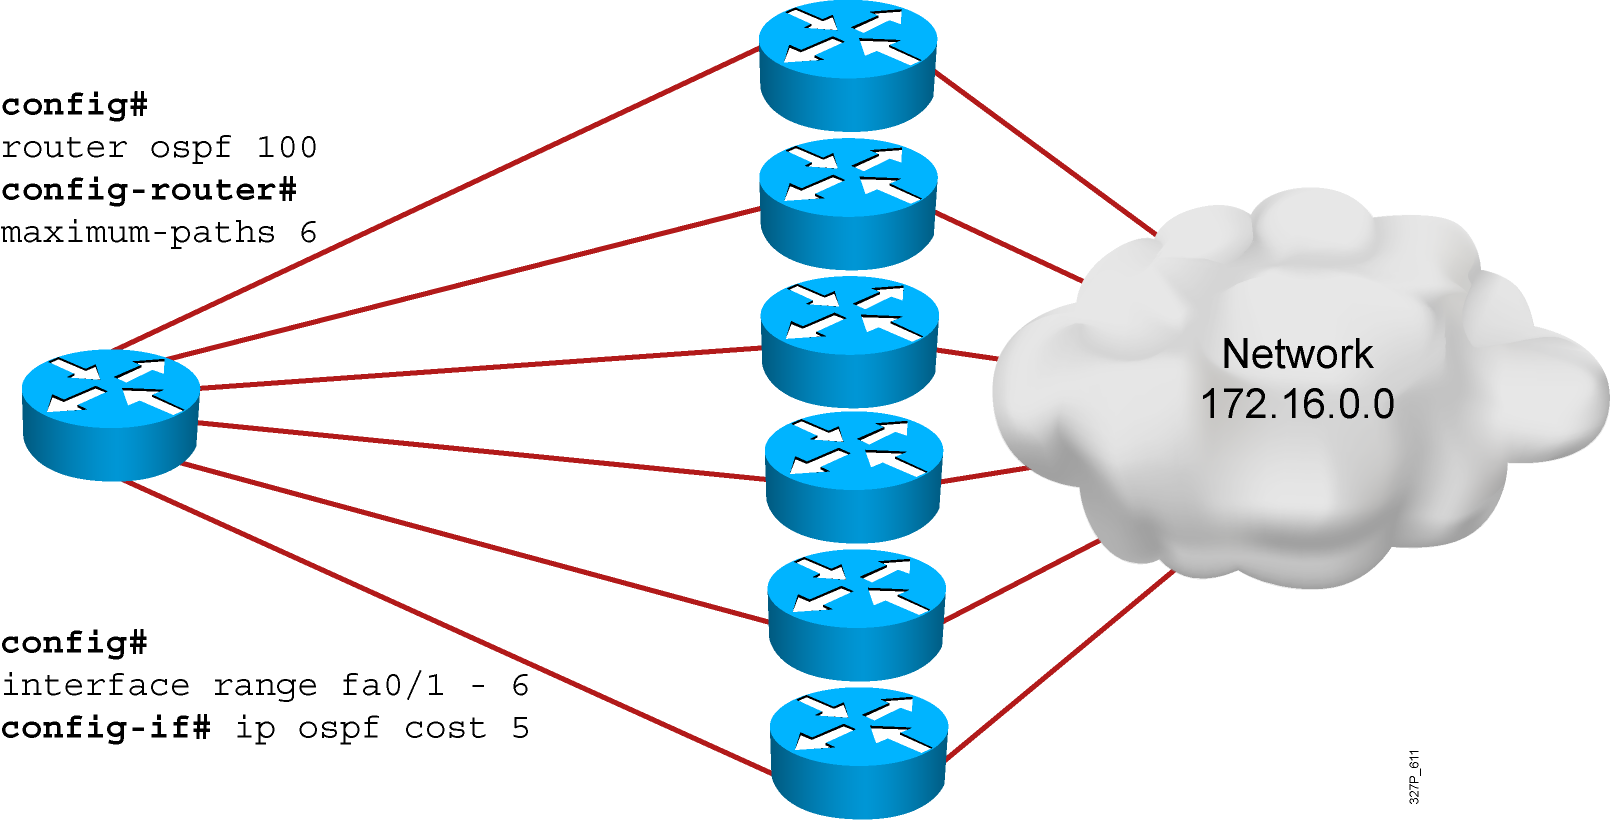 config#
router ospf 100
config-router#
maximum-paths 6
Network
172.16.0.0
config#
interface range fa0/1 - 6
config-if# ip ospf cost 5
327P_611